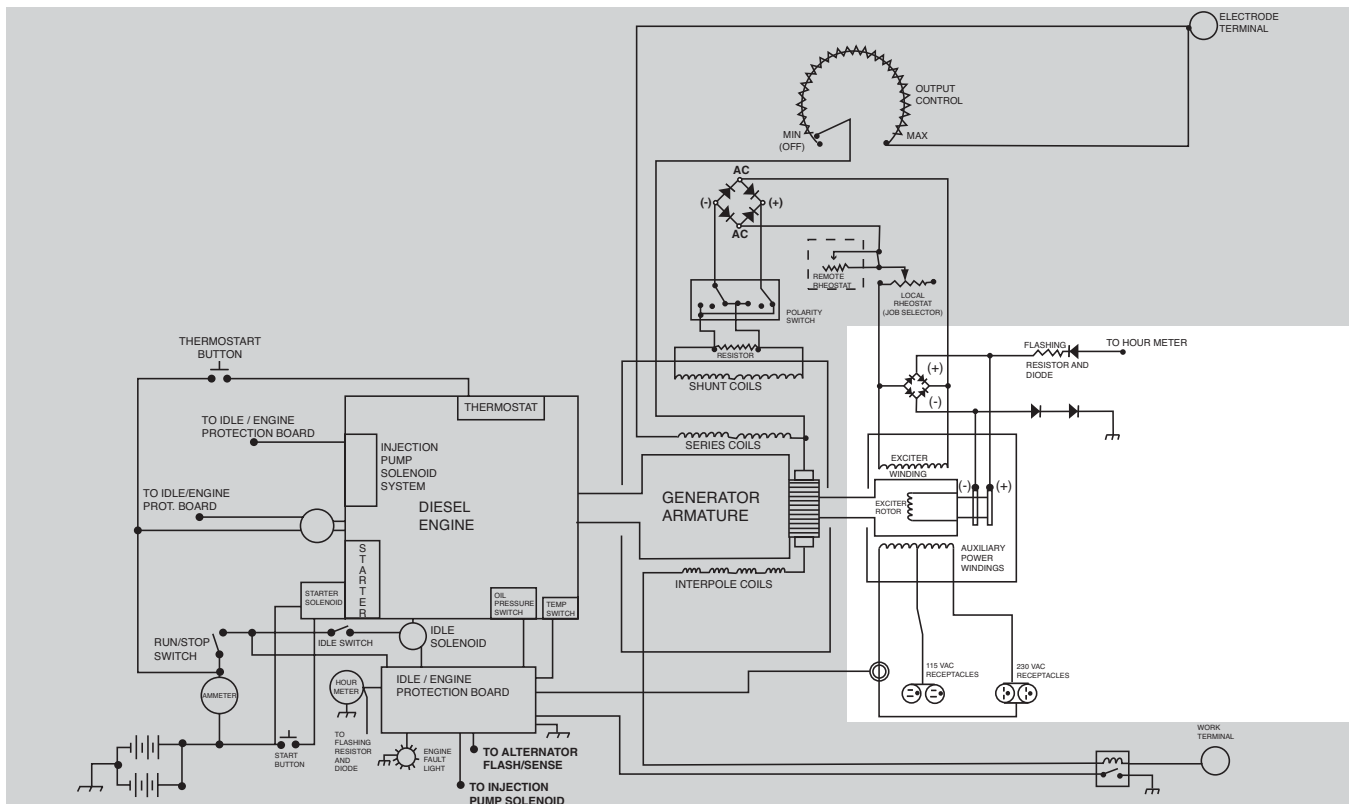 ELECTRODE
TERMINAL
OUTPUT
CONTROL
MIN
(OFF)
MAX
AC
(-)
(+)
AC
REMOTE
RHEOSTAT
LOCAL
RHEOSTAT
(JOB SELECTOR)
POLARITY
SWITCH
RESISTOR
SHUNT COILS
THERMOSTART
BUTTON
THERMOSTAT
TO IDLE / ENGINE
PROTECTION BOARD
INJECTION
PUMP
SOLENOID
SYSTEM
DIESEL
ENGINE
TO IDLE/ENGINE
PROT. BOARD
STARTER
STARTER
SOLENOID
OIL
PRESSURE
SWITCH
TEMP
SWITCH
RUN/STOP
SWITCH
IDLE SWITCH
IDLE
SOLENOID
AMMETER
HOUR
METER
IDLE / ENGINE
PROTECTION BOARD
START
BUTTON
TO
FLASHING
RESISTOR
AND
DIODE
ENGINE
FAULT
LIGHT
TO ALTERNATOR
FLASH/SENSE
TO INJECTION
PUMP SOLENOID
SERIES COILS
GENERATOR
ARMATURE
INTERPOLE COILS
FLASHING
RESISTOR AND
DIODE
TO HOUR METER
(+)
(-)
EXCITER
WINDING
EXCITER
ROTOR
(-)
(+)
AUXILIARY
POWER
WINDINGS
115 VAC
RECEPTACLES
230 VAC
RECEPTACLES
WORK
TERMINAL